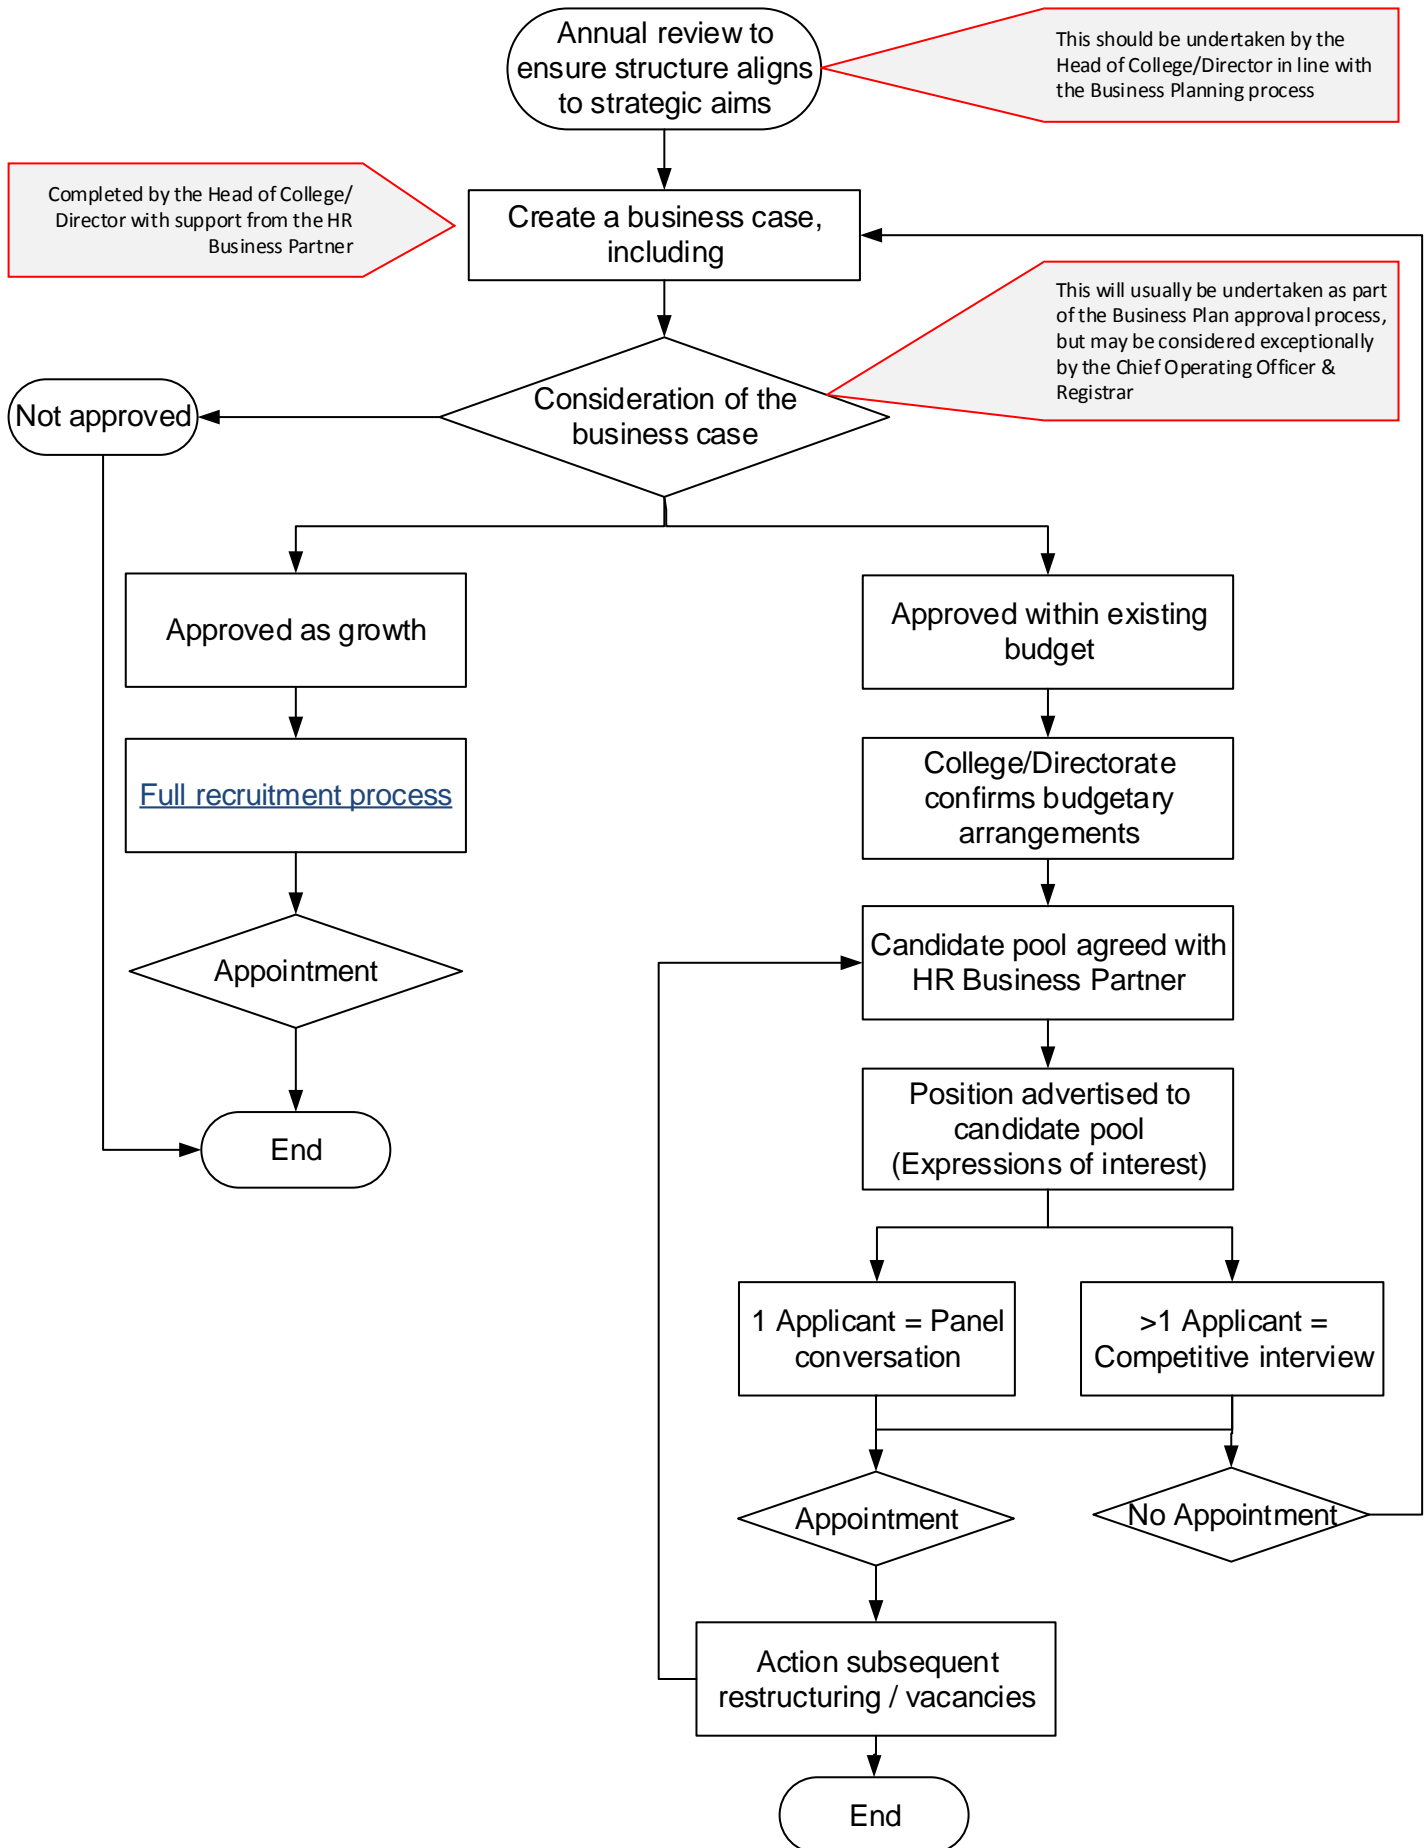 Annual review to
ensure structure aligns
to strategic aims
This should be undertaken by the
Head of College/Director in line with
the Business Planning process
Completed by the Head of College/
Director with support from the HR
Business Partner
Create a business case,
including
This will usually be undertaken as part
of the Business Plan approval process,
but may be considered exceptionally
by the Chief Operating Officer &
Registrar
Not approved
Consideration of the
business case
Approved as growth
Approved within existing
budget
Full recruitment process
College/Directorate
confirms budgetary
arrangements
Appointment
Candidate pool agreed with
HR Business Partner
End
Position advertised to
candidate pool
(Expressions of interest)
1 Applicant = Panel
conversation
>1 Applicant =
Competitive interview
Appointment
No Appointment
Action subsequent
restructuring / vacancies
End